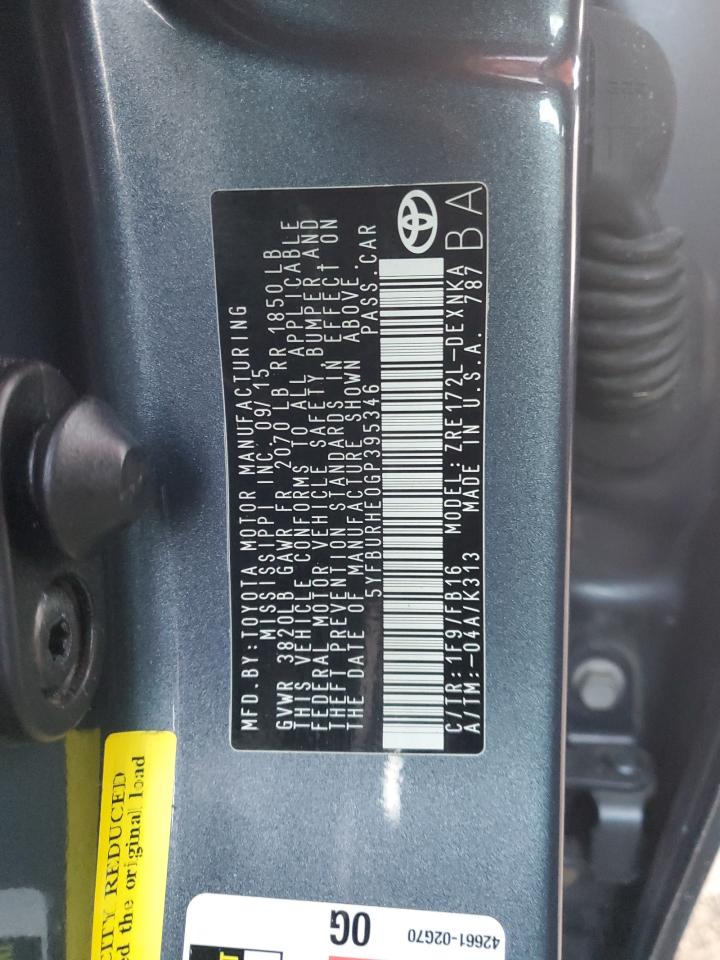 MFD.BY:TOYOTA MOTOR MANUFACTURING
MISSISSIPPI INC. 09/15
GVWR 3820LB GAWR FR 2070 LB RR 1850LB
THIS VEHICLE CONFORMS TO ALL APPLICABLE
FEDERAL MOTOR VEHICLE SAFETY BUMPER AND
THEFT PREVENTION STANDARDS IN EFFECT ON
THE DATE OF MANUFACTURE SHOWN ABOVE.
5YFBURHE0GP395346 PASS.CAR
C/TR:1F9/FB16 MODEL:ZRE172L-DEXNKA
A/TM:-04A/K313 MADE IN U.S.A. 787
BA
CITY REDUCED
the original load
0G
42661-02G70